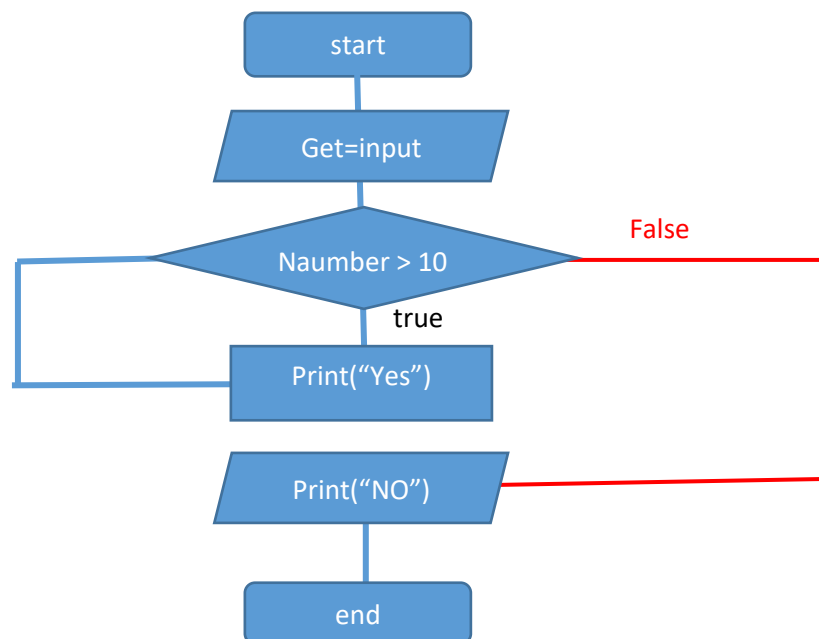 start
Get=input
False
Naumber > 10
true
Print(“Yes”)
Print(“NO”)
end